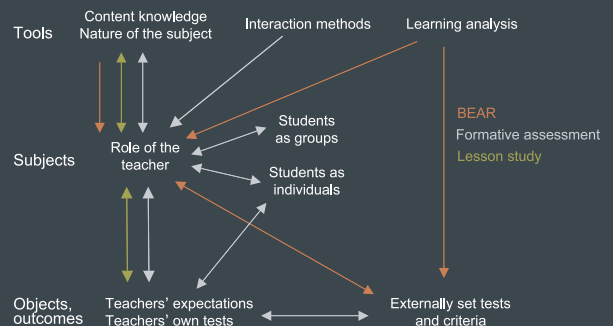 Tools
Content knowledge
Nature of the subject
Interaction methods
Learning analysis
BEAR
Formative assessment
Lesson study
Subjects
Role of the
teacher
Students
as groups
Students as
individuals
Objects,
outcomes
Teachers' expectations
Teachers' own tests
Externally set tests
and criteria